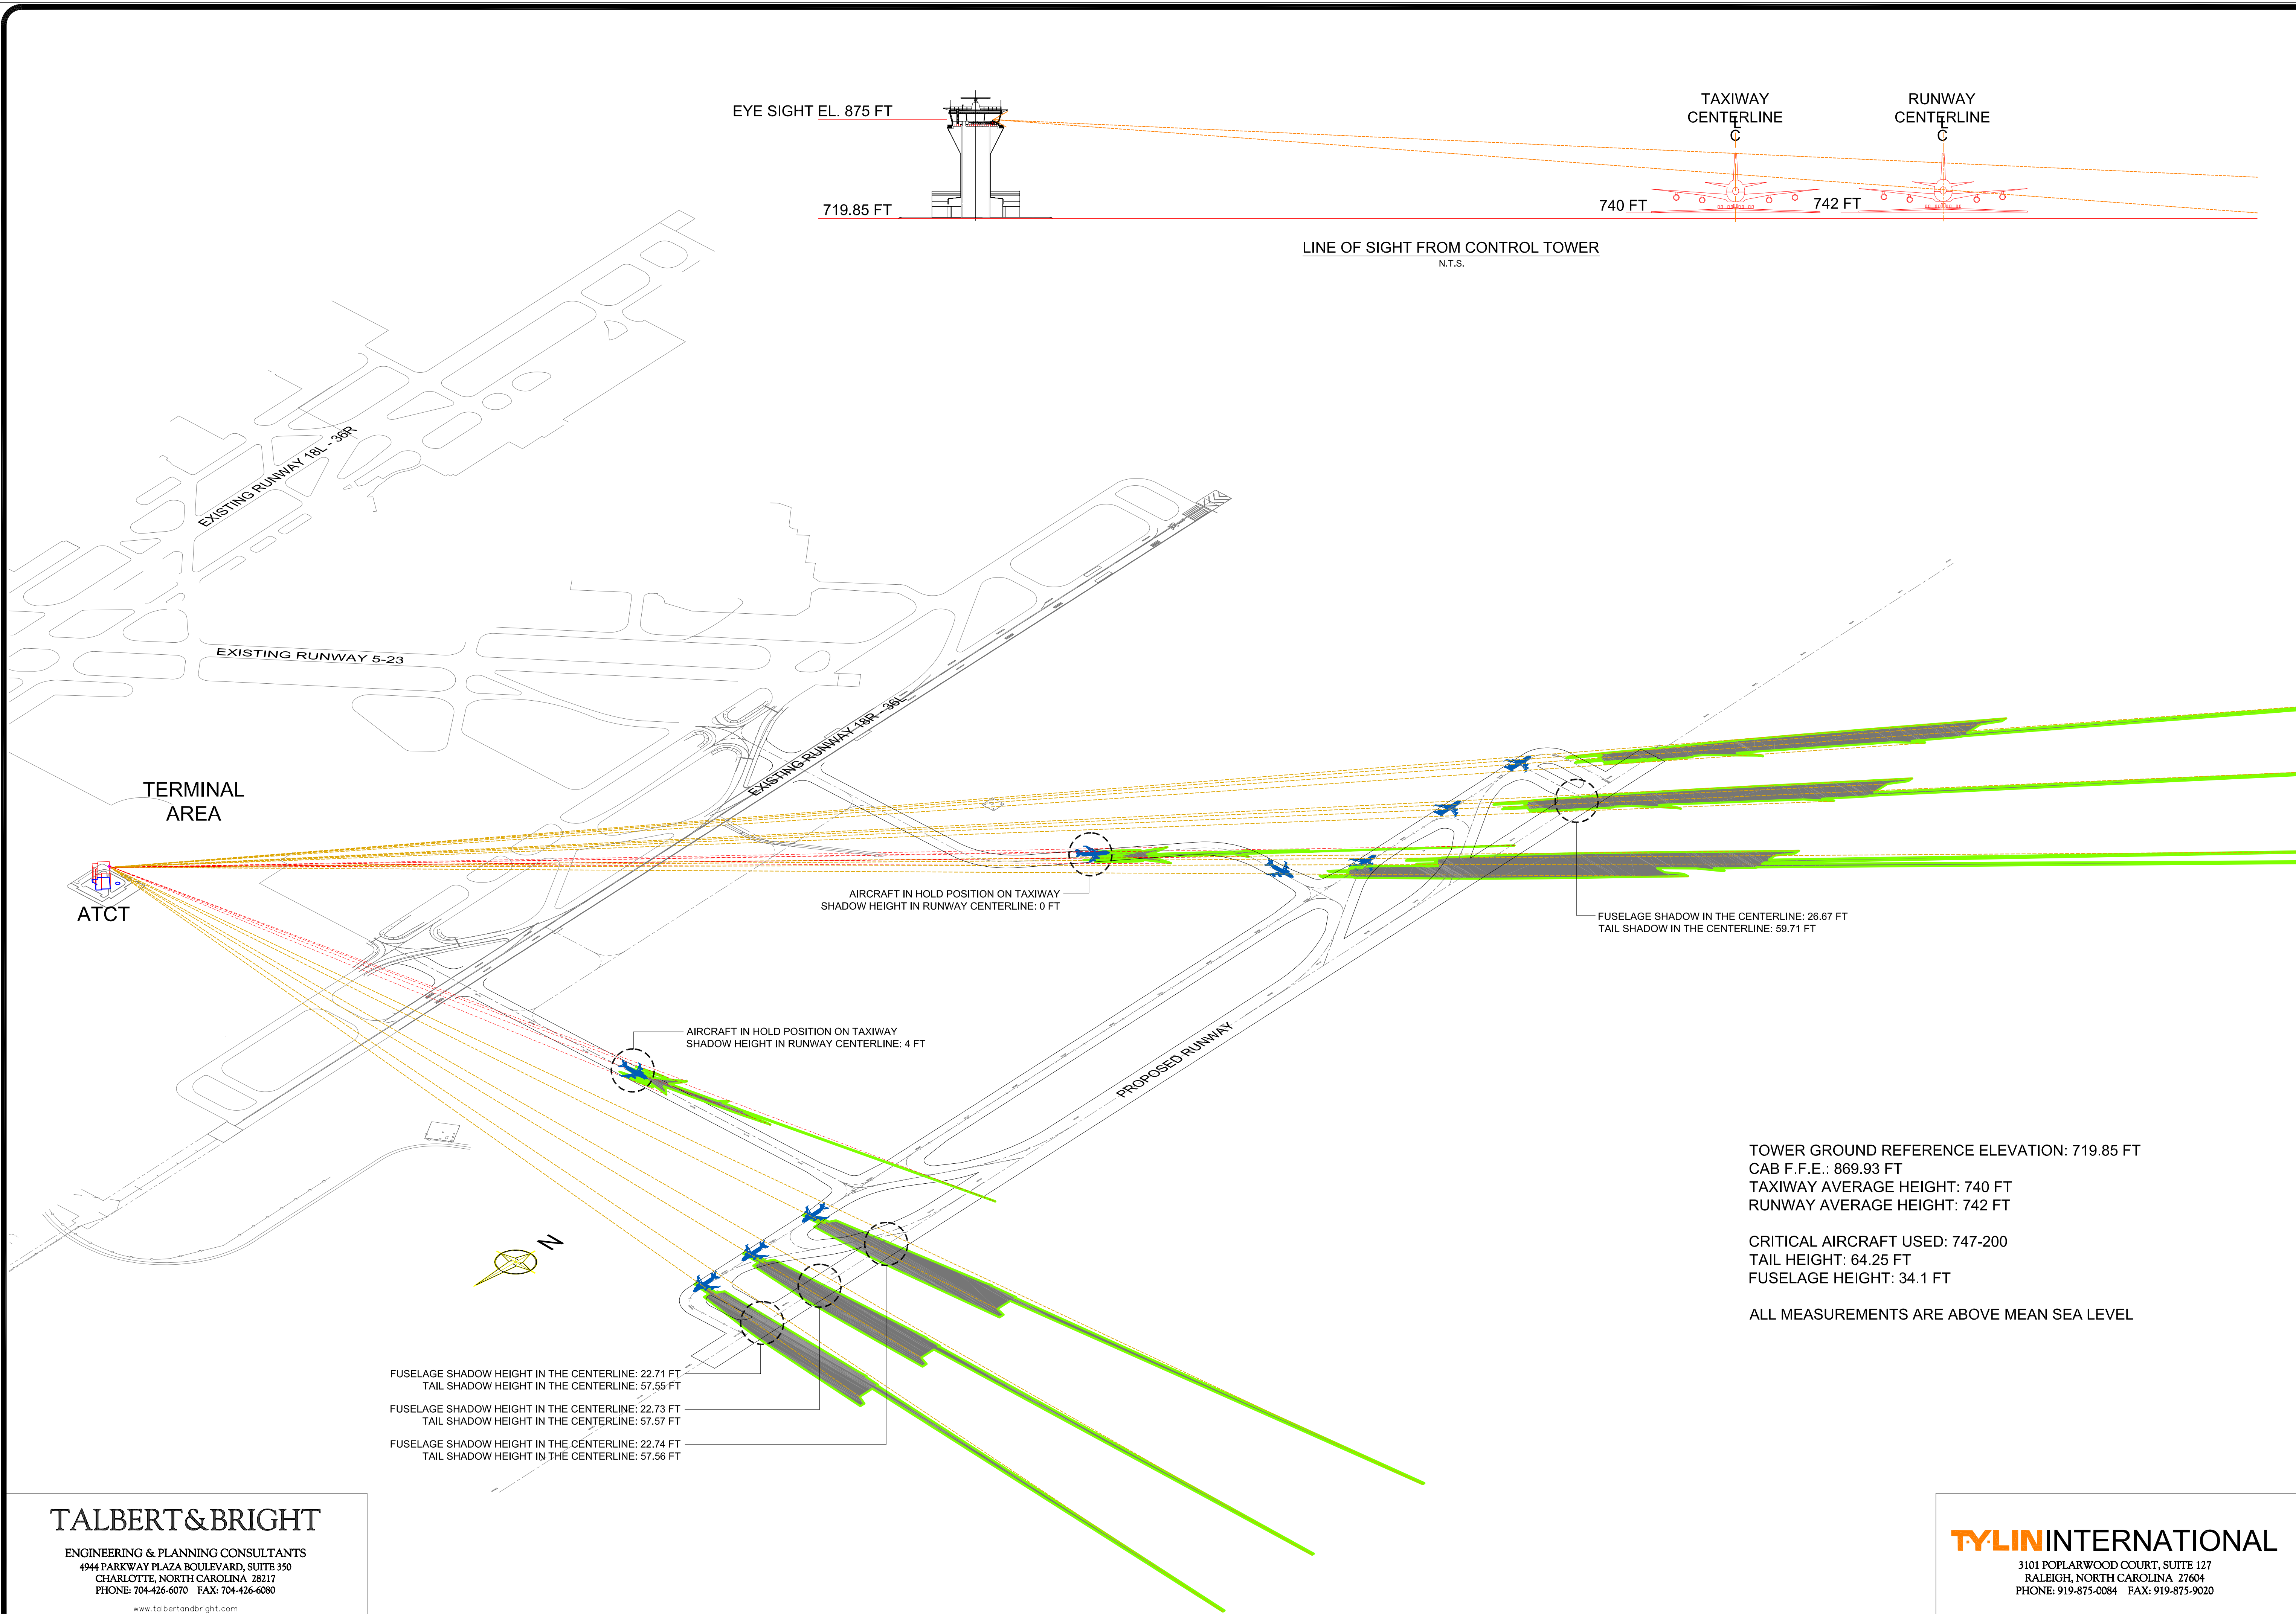 EYE SIGHT EL. 875 FT
719.85 FT
TAXIWAY
CENTERLINE
RUNWAY
CENTERLINE
740 FT
742 FT
LINE OF SIGHT FROM CONTROL TOWER
N.T.S.
EXISTING RUNWAY 18L - 36R
EXISTING RUNWAY 5-23
EXISTING RUNWAY 18R - 36L
TERMINAL
AREA
ATCT
AIRCRAFT IN HOLD POSITION ON TAXIWAY
SHADOW HEIGHT IN RUNWAY CENTERLINE: 0 FT
FUSELAGE SHADOW IN THE CENTERLINE: 26.67 FT
TAIL SHADOW IN THE CENTERLINE: 59.71 FT
AIRCRAFT IN HOLD POSITION ON TAXIWAY
SHADOW HEIGHT IN RUNWAY CENTERLINE: 4 FT
PROPOSED RUNWAY
N
TOWER GROUND REFERENCE ELEVATION: 719.85 FT
CAB F.F.E.: 869.93 FT
TAXIWAY AVERAGE HEIGHT: 740 FT
RUNWAY AVERAGE HEIGHT: 742 FT
CRITICAL AIRCRAFT USED: 747-200
TAIL HEIGHT: 64.25 FT
FUSELAGE HEIGHT: 34.1 FT
ALL MEASUREMENTS ARE ABOVE MEAN SEA LEVEL
FUSELAGE SHADOW HEIGHT IN THE CENTERLINE: 22.71 FT
TAIL SHADOW HEIGHT IN THE CENTERLINE: 57.55 FT
FUSELAGE SHADOW HEIGHT IN THE CENTERLINE: 22.73 FT
TAIL SHADOW HEIGHT IN THE CENTERLINE: 57.57 FT
FUSELAGE SHADOW HEIGHT IN THE CENTERLINE: 22.74 FT
TAIL SHADOW HEIGHT IN THE CENTERLINE: 57.56 FT
TALBERT&BRIGHT
ENGINEERING & PLANNING CONSULTANTS
4944 PARKWAY PLAZA BOULEVARD, SUITE 350
CHARLOTTE, NORTH CAROLINA 28217
PHONE: 704-426-6070 FAX: 704-426-6080
www.talbertandbright.com
T·Y·LIN INTERNATIONAL
3101 POPLARWOOD COURT, SUITE 127
RALEIGH, NORTH CAROLINA 27604
PHONE: 919-875-0084 FAX: 919-875-9020